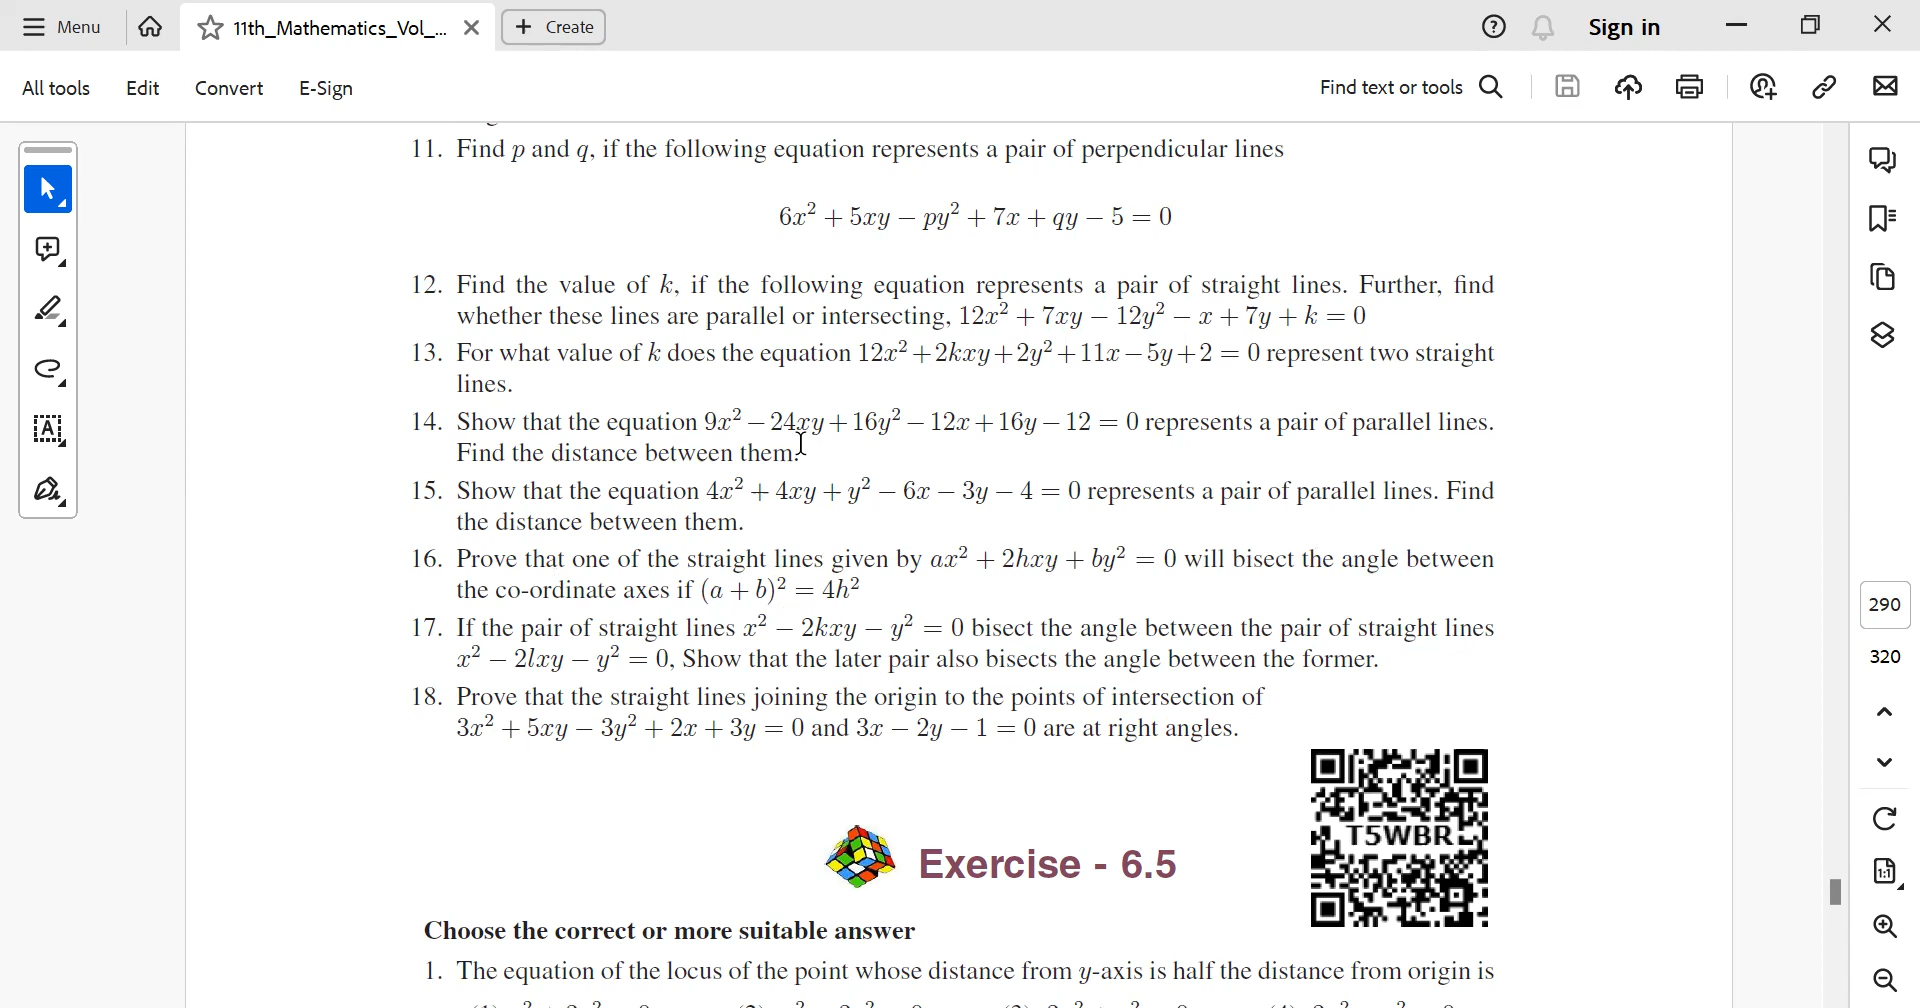 Menu
11th_Mathematics_Vol_...
Create
Sign in
All tools
Edit
Convert
E-Sign
Find text or tools
11. Find p and q, if the following equation represents a pair of perpendicular lines
6x² + 5xy − py² + 7x + qy − 5 = 0
12. Find the value of k, if the following equation represents a pair of straight lines. Further, find
whether these lines are parallel or intersecting, 12x² + 7xy − 12y² − x + 7y + k = 0
13. For what value of k does the equation 12x² + 2kxy + 2y² + 11x − 5y + 2 = 0 represent two straight
lines.
14. Show that the equation 9x² − 24xy + 16y² − 12x + 16y − 12 = 0 represents a pair of parallel lines.
Find the distance between them.
15. Show that the equation 4x² + 4xy + y² − 6x − 3y − 4 = 0 represents a pair of parallel lines. Find
the distance between them.
16. Prove that one of the straight lines given by ax² + 2hxy + by² = 0 will bisect the angle between
the co-ordinate axes if (a + b)² = 4h²
17. If the pair of straight lines x² − 2kxy − y² = 0 bisect the angle between the pair of straight lines
x² − 2lxy − y² = 0, Show that the later pair also bisects the angle between the former.
18. Prove that the straight lines joining the origin to the points of intersection of
3x² + 5xy − 3y² + 2x + 3y = 0 and 3x − 2y − 1 = 0 are at right angles.
T5WBR
Exercise - 6.5
Choose the correct or more suitable answer
1. The equation of the locus of the point whose distance from y-axis is half the distance from origin is
290
320
1:1